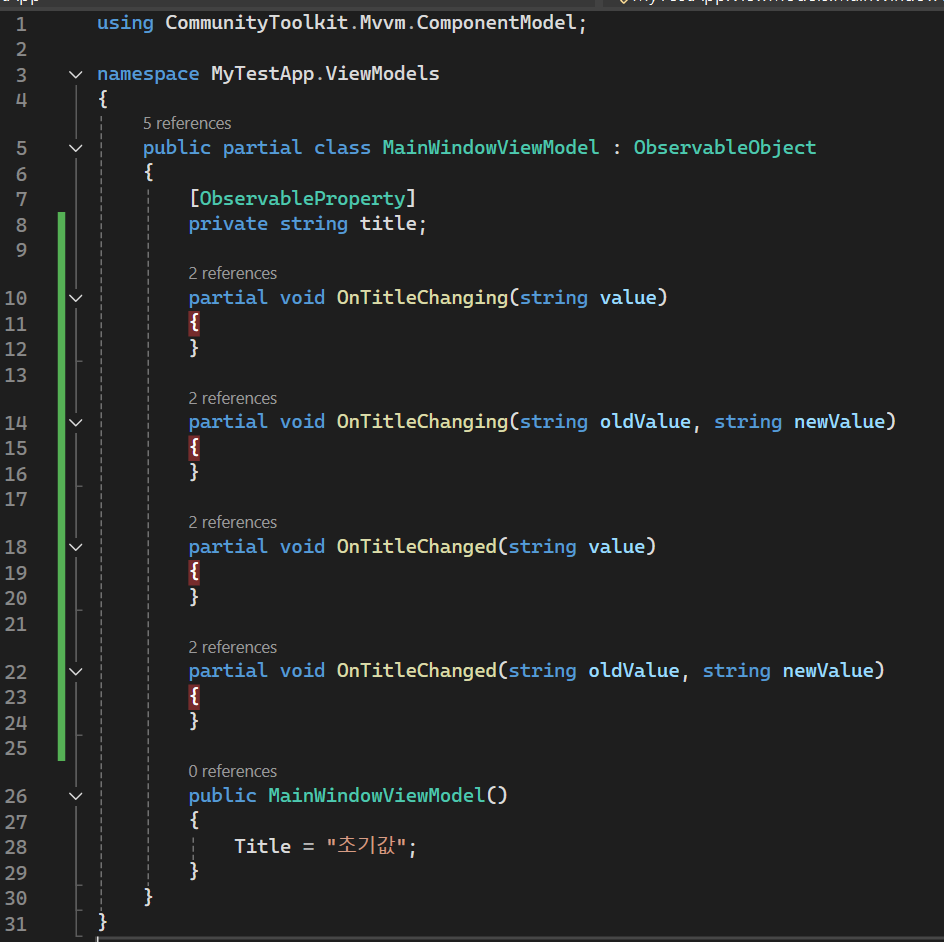 1 using CommunityToolkit.Mvvm.ComponentModel;
2
3 namespace MyTestApp.ViewModels
4 {
5 references
5 public partial class MainWindowViewModel : ObservableObject
6 {
7 [ObservableProperty]
8 private string title;
9
2 references
10 partial void OnTitleChanging(string value)
11 {
12 }
13
2 references
14 partial void OnTitleChanging(string oldValue, string newValue)
15 {
16 }
17
2 references
18 partial void OnTitleChanged(string value)
19 {
20 }
21
2 references
22 partial void OnTitleChanged(string oldValue, string newValue)
23 {
24 }
25
0 references
26 public MainWindowViewModel()
27 {
28 Title = "초기값";
29 }
30 }
31 }